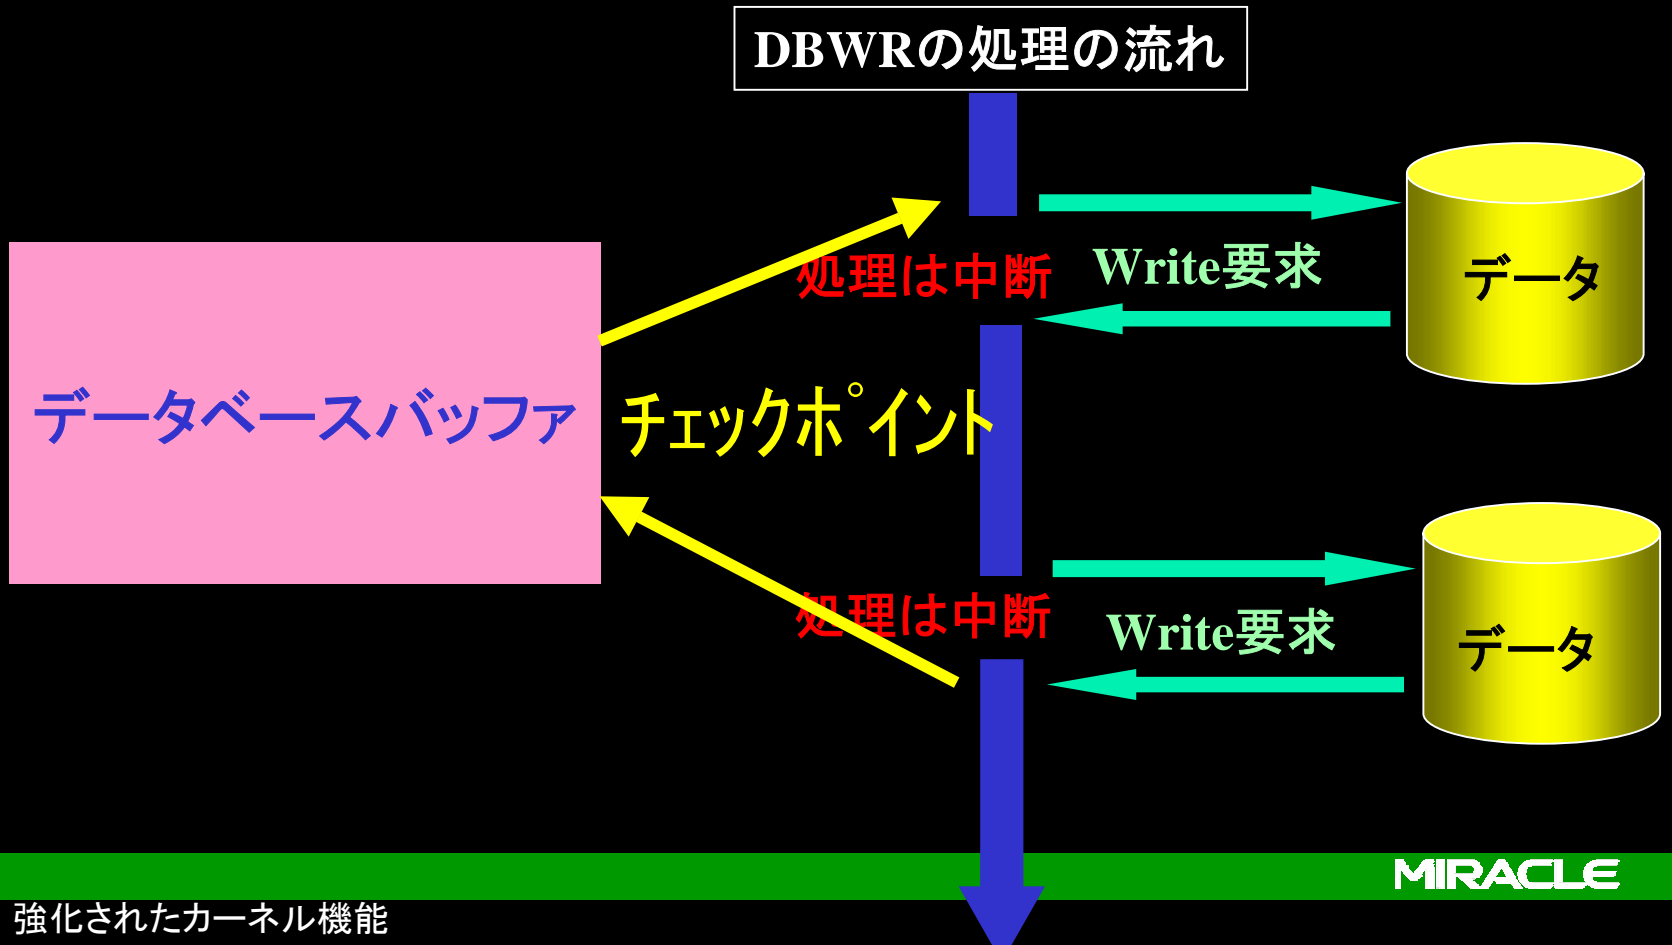 DBWRの処理の流れ
処理は中断
Write要求
データ
データベースバッファ
チェックポイント
処理は中断
Write要求
データ
MIRACLE
強化されたカーネル機能